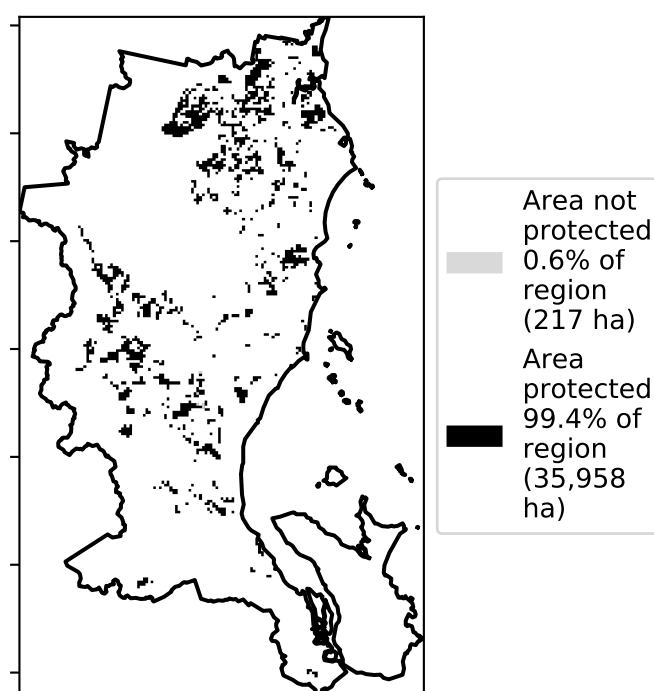 Area not
protected
0.6% of
region
(217 ha)
Area
protected
99.4% of
region
(35,958
ha)